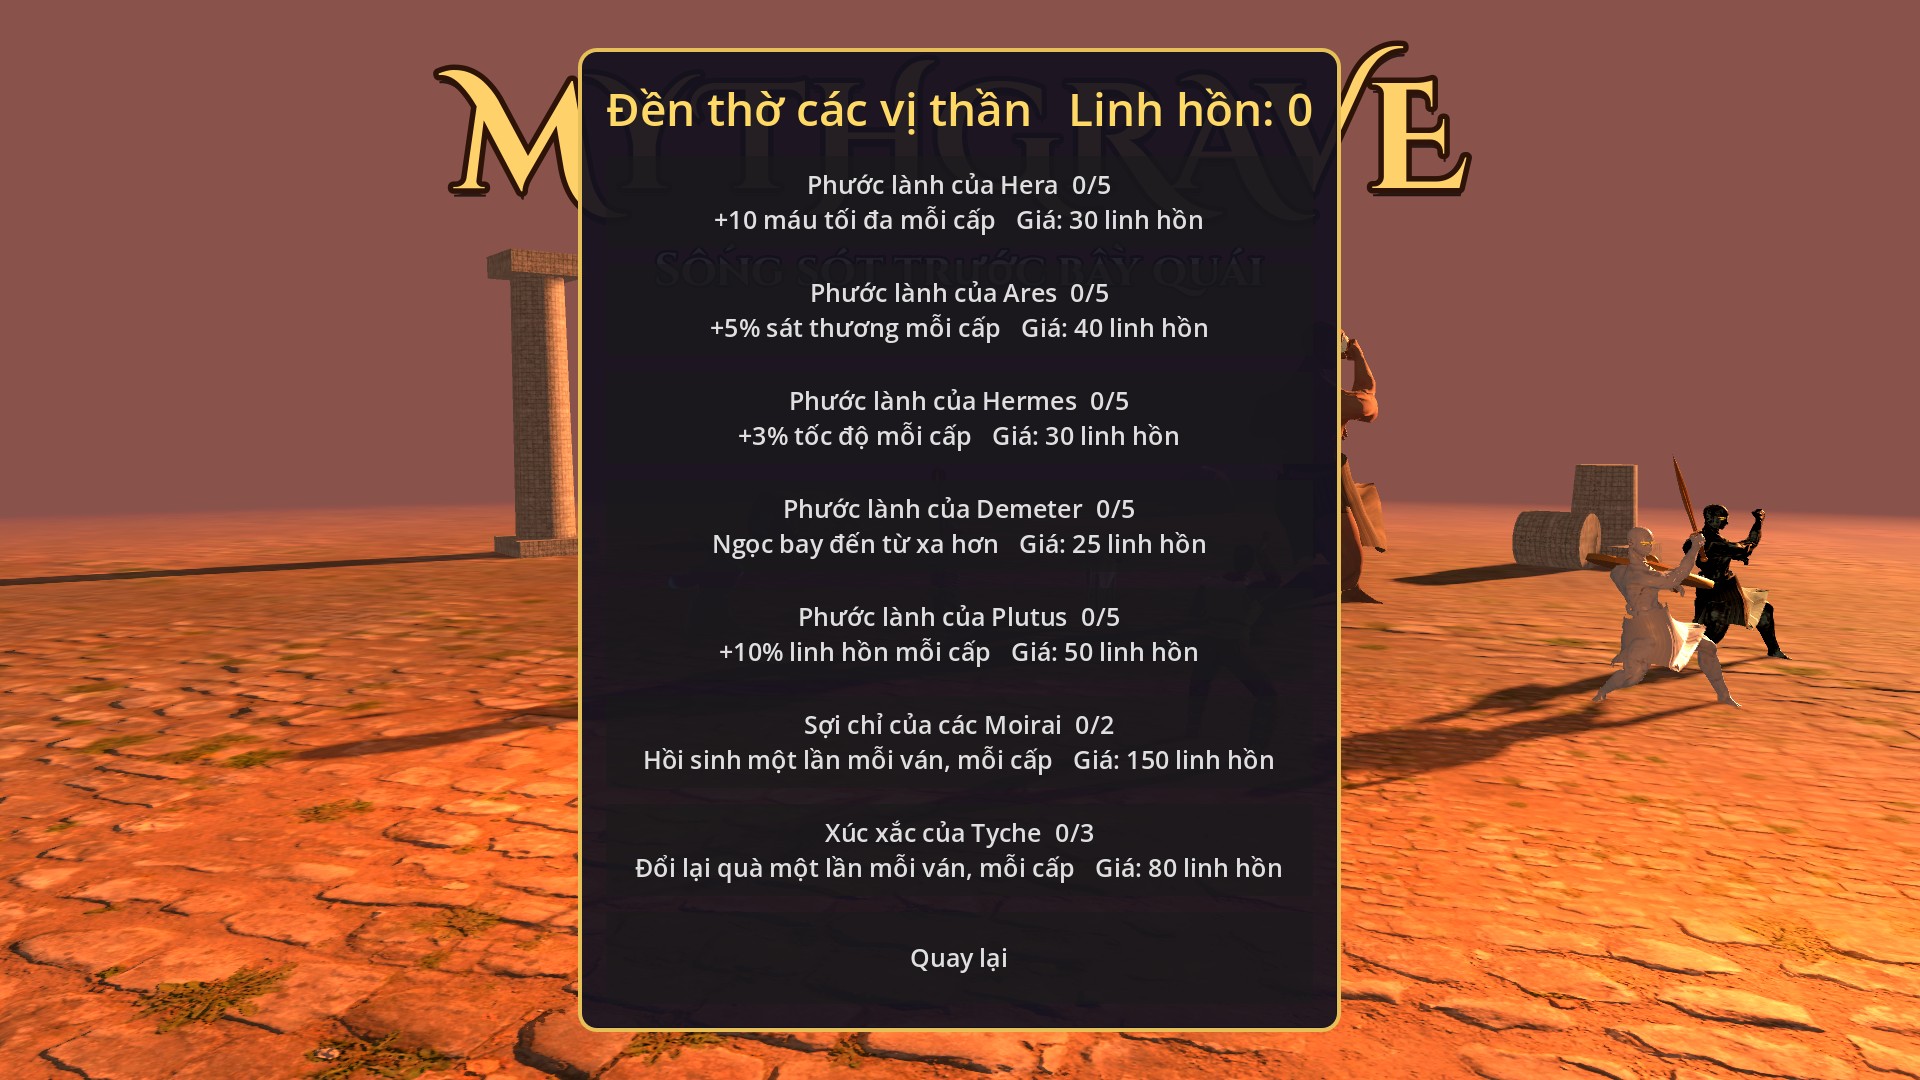 MYTHGRAVE
Đền thờ các vị thần Linh hồn: 0
Phước lành của Hera 0/5
+10 máu tối đa mỗi cấp Giá: 30 linh hồn
Sống sót trước bầy quái
Phước lành của Ares 0/5
+5% sát thương mỗi cấp Giá: 40 linh hồn
Phước lành của Hermes 0/5
+3% tốc độ mỗi cấp Giá: 30 linh hồn
Phước lành của Demeter 0/5
Ngọc bay đến từ xa hơn Giá: 25 linh hồn
Phước lành của Plutus 0/5
+10% linh hồn mỗi cấp Giá: 50 linh hồn
Sợi chỉ của các Moirai 0/2
Hồi sinh một lần mỗi ván, mỗi cấp Giá: 150 linh hồn
Xúc xắc của Tyche 0/3
Đổi lại quà một lần mỗi ván, mỗi cấp Giá: 80 linh hồn
Quay lại